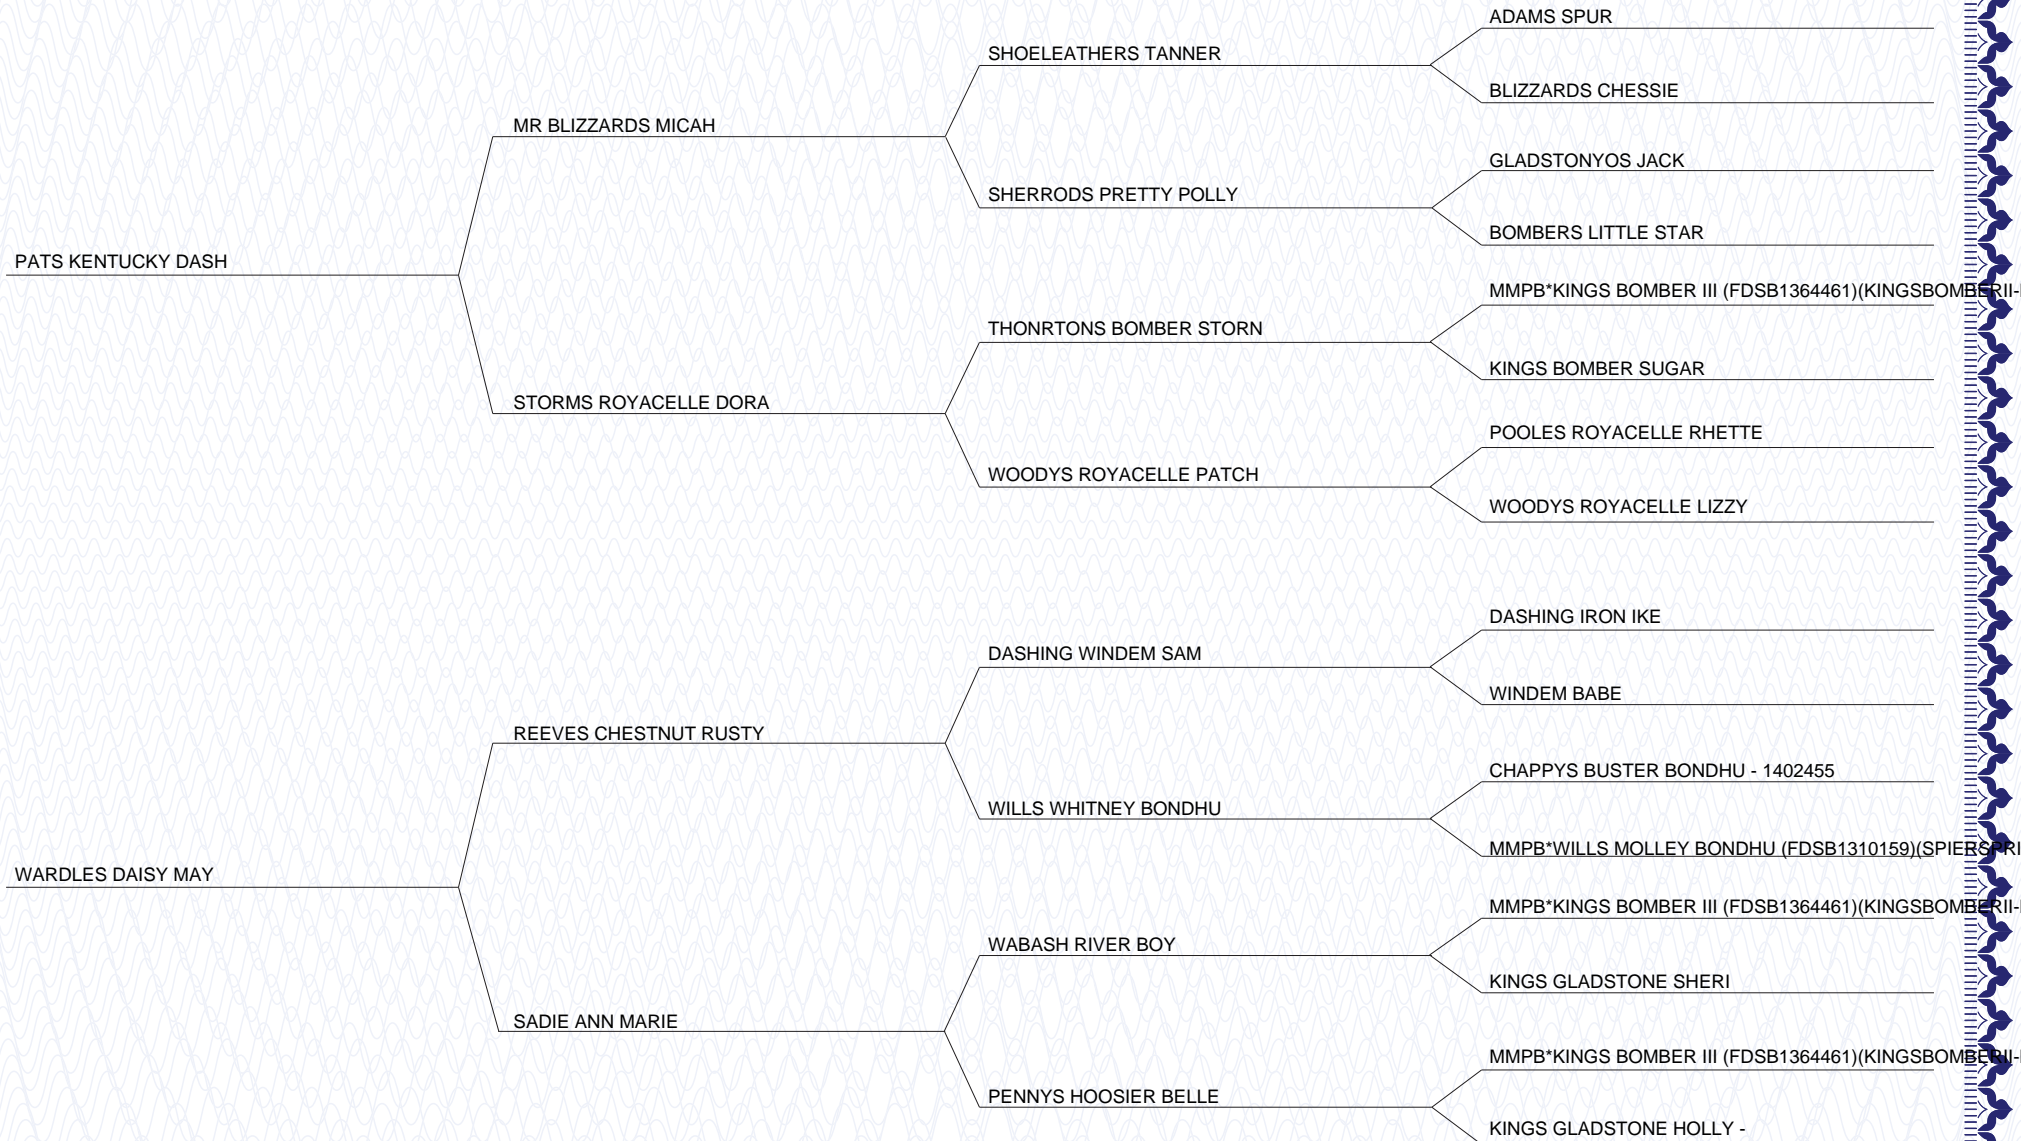 ADAMS SPUR
SHOELEATHERS TANNER
BLIZZARDS CHESSIE
MR BLIZZARDS MICAH
GLADSTONYOS JACK
SHERRODS PRETTY POLLY
BOMBERS LITTLE STAR
PATS KENTUCKY DASH
MMPB*KINGS BOMBER III (FDSB1364461)(KINGSBOMBERII-
THONRTONS BOMBER STORN
KINGS BOMBER SUGAR
STORMS ROYACELLE DORA
POOLES ROYACELLE RHETTE
WOODYS ROYACELLE PATCH
WOODYS ROYACELLE LIZZY
DASHING IRON IKE
DASHING WINDEM SAM
WINDEM BABE
REEVES CHESTNUT RUSTY
CHAPPYS BUSTER BONDHU - 1402455
WILLS WHITNEY BONDHU
MMPB*WILLS MOLLEY BONDHU (FDSB1310159)(SPIERSPRI
WARDLES DAISY MAY
MMPB*KINGS BOMBER III (FDSB1364461)(KINGSBOMBERII-
WABASH RIVER BOY
KINGS GLADSTONE SHERI
SADIE ANN MARIE
MMPB*KINGS BOMBER III (FDSB1364461)(KINGSBOMBERII-
PENNYS HOOSIER BELLE
KINGS GLADSTONE HOLLY -